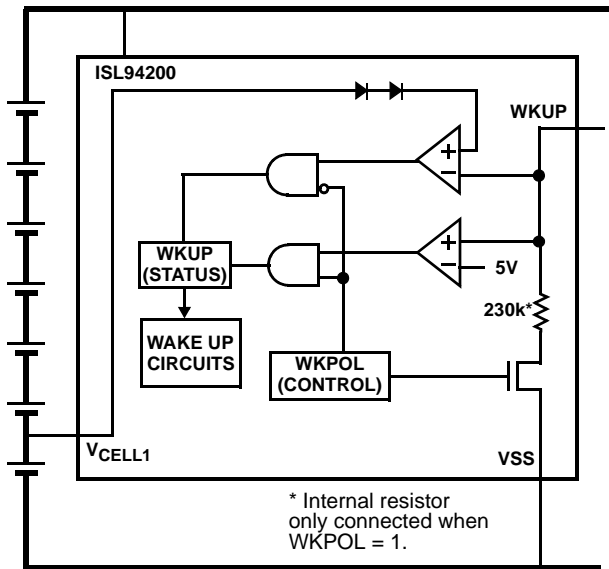 ISL94200
WKUP
+
−
+
−
5V
WKUP
(STATUS)
230k*
WAKE UP
CIRCUITS
WKPOL
(CONTROL)
VCELL1
VSS
* Internal resistor
only connected when
WKPOL = 1.